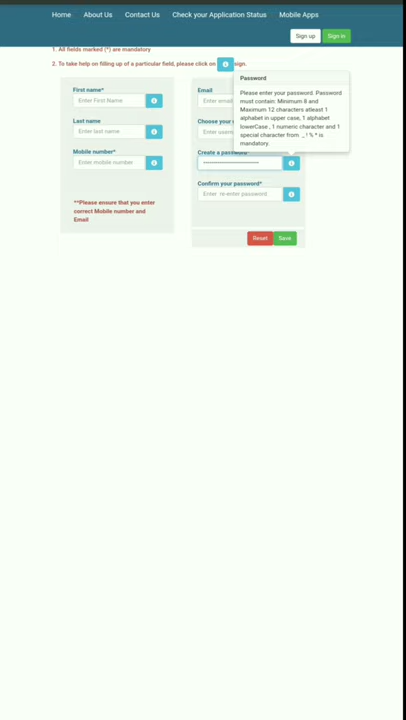 Home About Us Contact Us Check your Application Status Mobile Apps
Sign up Sign in
1. All fields marked (*) are mandatory
2. To take help on filling up of a particular field, please click on sign.
First name*
Enter First Name
Last name
Enter last name
Mobile number*
Enter mobile number
**Please ensure that you enter
correct Mobile number and
Email
Email
Enter email
Choose your
Enter
Password
Please enter your password. Password
must contain: Minimum 8 and
Maximum 12 characters atleast 1
alphabet in upper case, 1 alphabet
lowerCase , 1 numeric character and 1
special character from _ ! % * is
mandatory.
Create a password*
Confirm your password*
Enter re-enter password
Reset Save